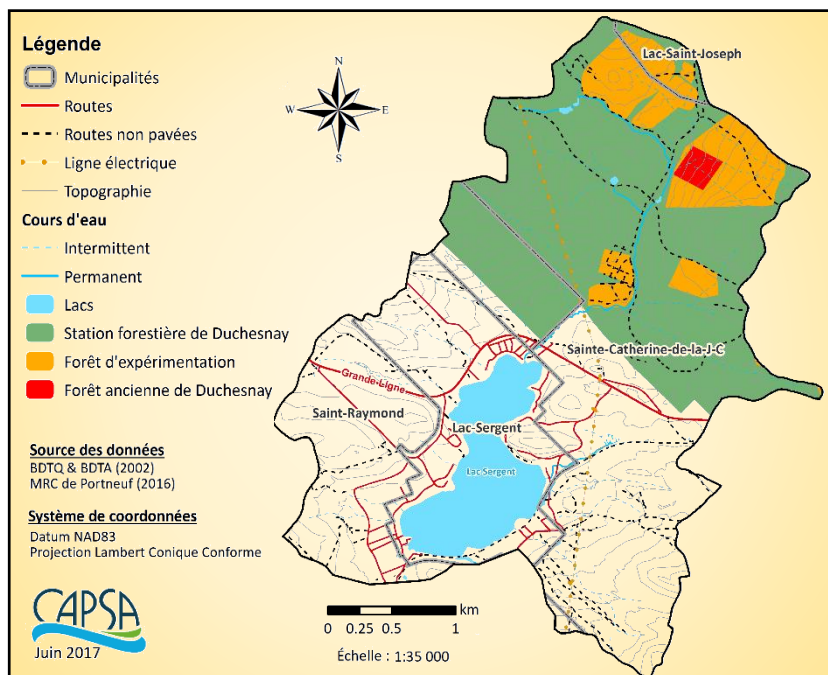 Légende
Municipalités
Routes
Routes non pavées
Ligne électrique
Topographie
Cours d'eau
Intermittent
Permanent
Lacs
Station forestière de Duchesnay
Forêt d'expérimentation
Forêt ancienne de Duchesnay
Source des données
BDTQ & BDTA (2002)
MRC de Portneuf (2016)
Système de coordonnées
Datum NAD83
Projection Lambert Conique Conforme
CAPSA
Juin 2017
N
W
E
S
Lac-Saint-Joseph
Sainte-Catherine-de-la-J-C
Grande-Ligne
Saint-Raymond
Lac-Sergent
Lac Sergent
km
0 0.25 0.5 1
Échelle : 1:35 000